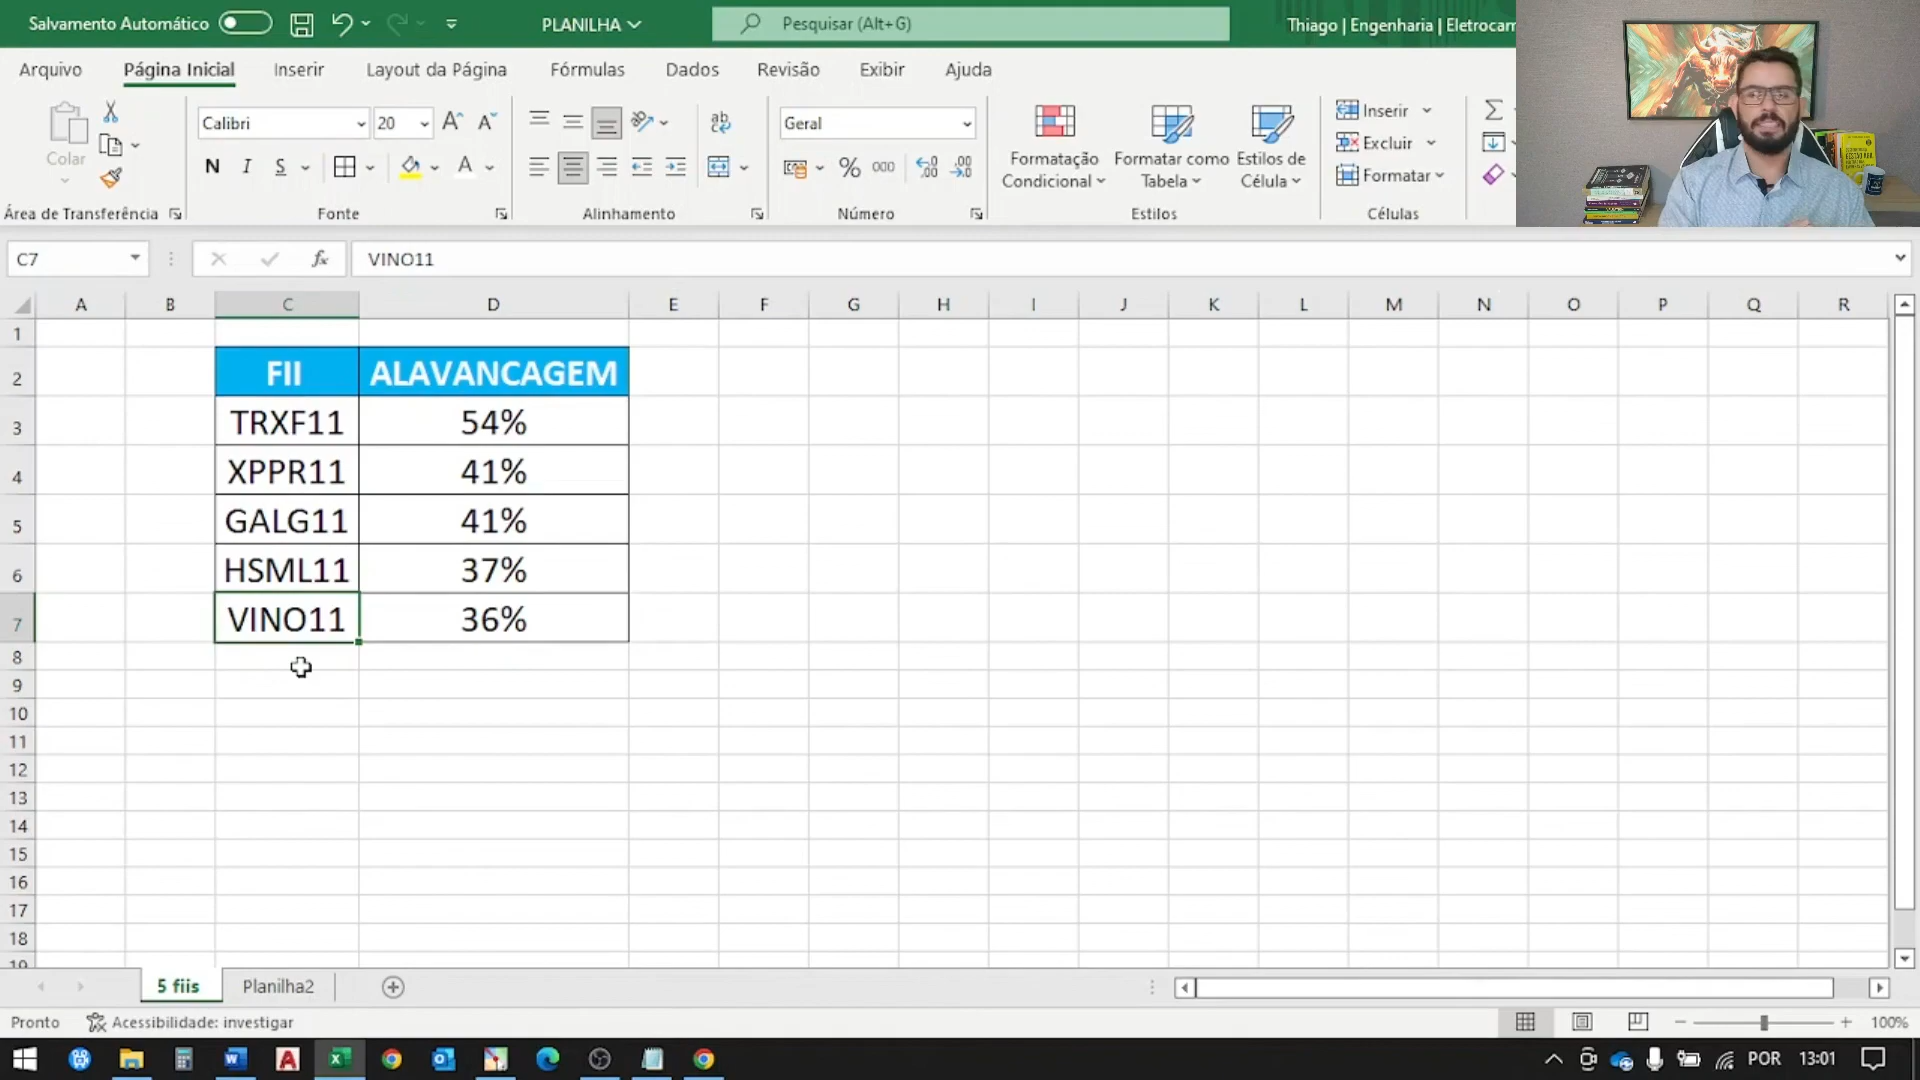 Salvamento Automático
PLANILHA
Pesquisar (Alt+G)
Thiago | Engenharia | Eletrocam
Arquivo Página Inicial Inserir Layout da Página Fórmulas Dados Revisão Exibir Ajuda
Colar
Calibri 20
N I S
Geral
% 000
Formatação Condicional
Formatar como Tabela
Estilos de Célula
Inserir
Excluir
Formatar
Área de Transferência Fonte Alinhamento Número Estilos Células
C7 fx VINO11
A B C D E F G H I J K L M N O P Q R
1
2 FII ALAVANCAGEM
3 TRXF11 54%
4 XPPR11 41%
5 GALG11 41%
6 HSML11 37%
7 VINO11 36%
8
9
10
11
12
13
14
15
16
17
18
19
5 fiis Planilha2
Pronto Acessibilidade: investigar 100%
POR 13:01